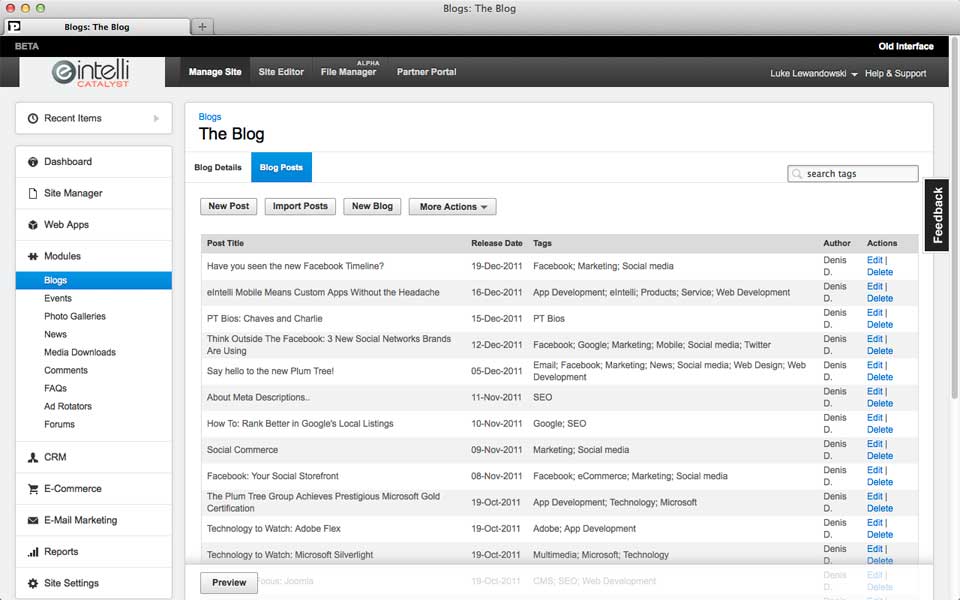 Blogs: The Blog
Blogs: The Blog
BETA
Old Interface
eintelli
CATALYST
Manage Site
Site Editor
ALPHA
File Manager
Partner Portal
Luke Lewandowski
Help & Support
Recent Items
Dashboard
Site Manager
Web Apps
Modules
Blogs
Events
Photo Galleries
News
Media Downloads
Comments
FAQs
Ad Rotators
Forums
CRM
E-Commerce
E-Mail Marketing
Reports
Site Settings
Blogs
The Blog
Blog Details
Blog Posts
search tags
Feedback
New Post
Import Posts
New Blog
More Actions
Post Title Release Date Tags Author Actions
Have you seen the new Facebook Timeline? 19-Dec-2011 Facebook; Marketing; Social media Denis D. Edit | Delete
eIntelli Mobile Means Custom Apps Without the Headache 16-Dec-2011 App Development; eIntelli; Products; Service; Web Development Denis D. Edit | Delete
PT Bios: Chaves and Charlie 15-Dec-2011 PT Bios Denis D. Edit | Delete
Think Outside The Facebook: 3 New Social Networks Brands Are Using 12-Dec-2011 Facebook; Google; Marketing; Mobile; Social media; Twitter Denis D. Edit | Delete
Say hello to the new Plum Tree! 05-Dec-2011 Email; Facebook; Marketing; News; Social media; Web Design; Web Development Denis D. Edit | Delete
About Meta Descriptions.. 11-Nov-2011 SEO Denis D. Edit | Delete
How To: Rank Better in Google's Local Listings 10-Nov-2011 Google; SEO Denis D. Edit | Delete
Social Commerce 09-Nov-2011 Marketing; Social media Denis D. Edit | Delete
Facebook: Your Social Storefront 08-Nov-2011 Facebook; eCommerce; Marketing; Social media Denis D. Edit | Delete
The Plum Tree Group Achieves Prestigious Microsoft Gold Certification 19-Oct-2011 App Development; Technology; Microsoft Denis D. Edit | Delete
Technology to Watch: Adobe Flex 19-Oct-2011 Adobe; App Development Denis D. Edit | Delete
Technology to Watch: Microsoft Silverlight 19-Oct-2011 Multimedia; Microsoft; Technology Denis D. Edit | Delete
Focus: Joomla 19-Oct-2011 CMS; SEO; Web Development Denis D. Edit | Delete
Preview